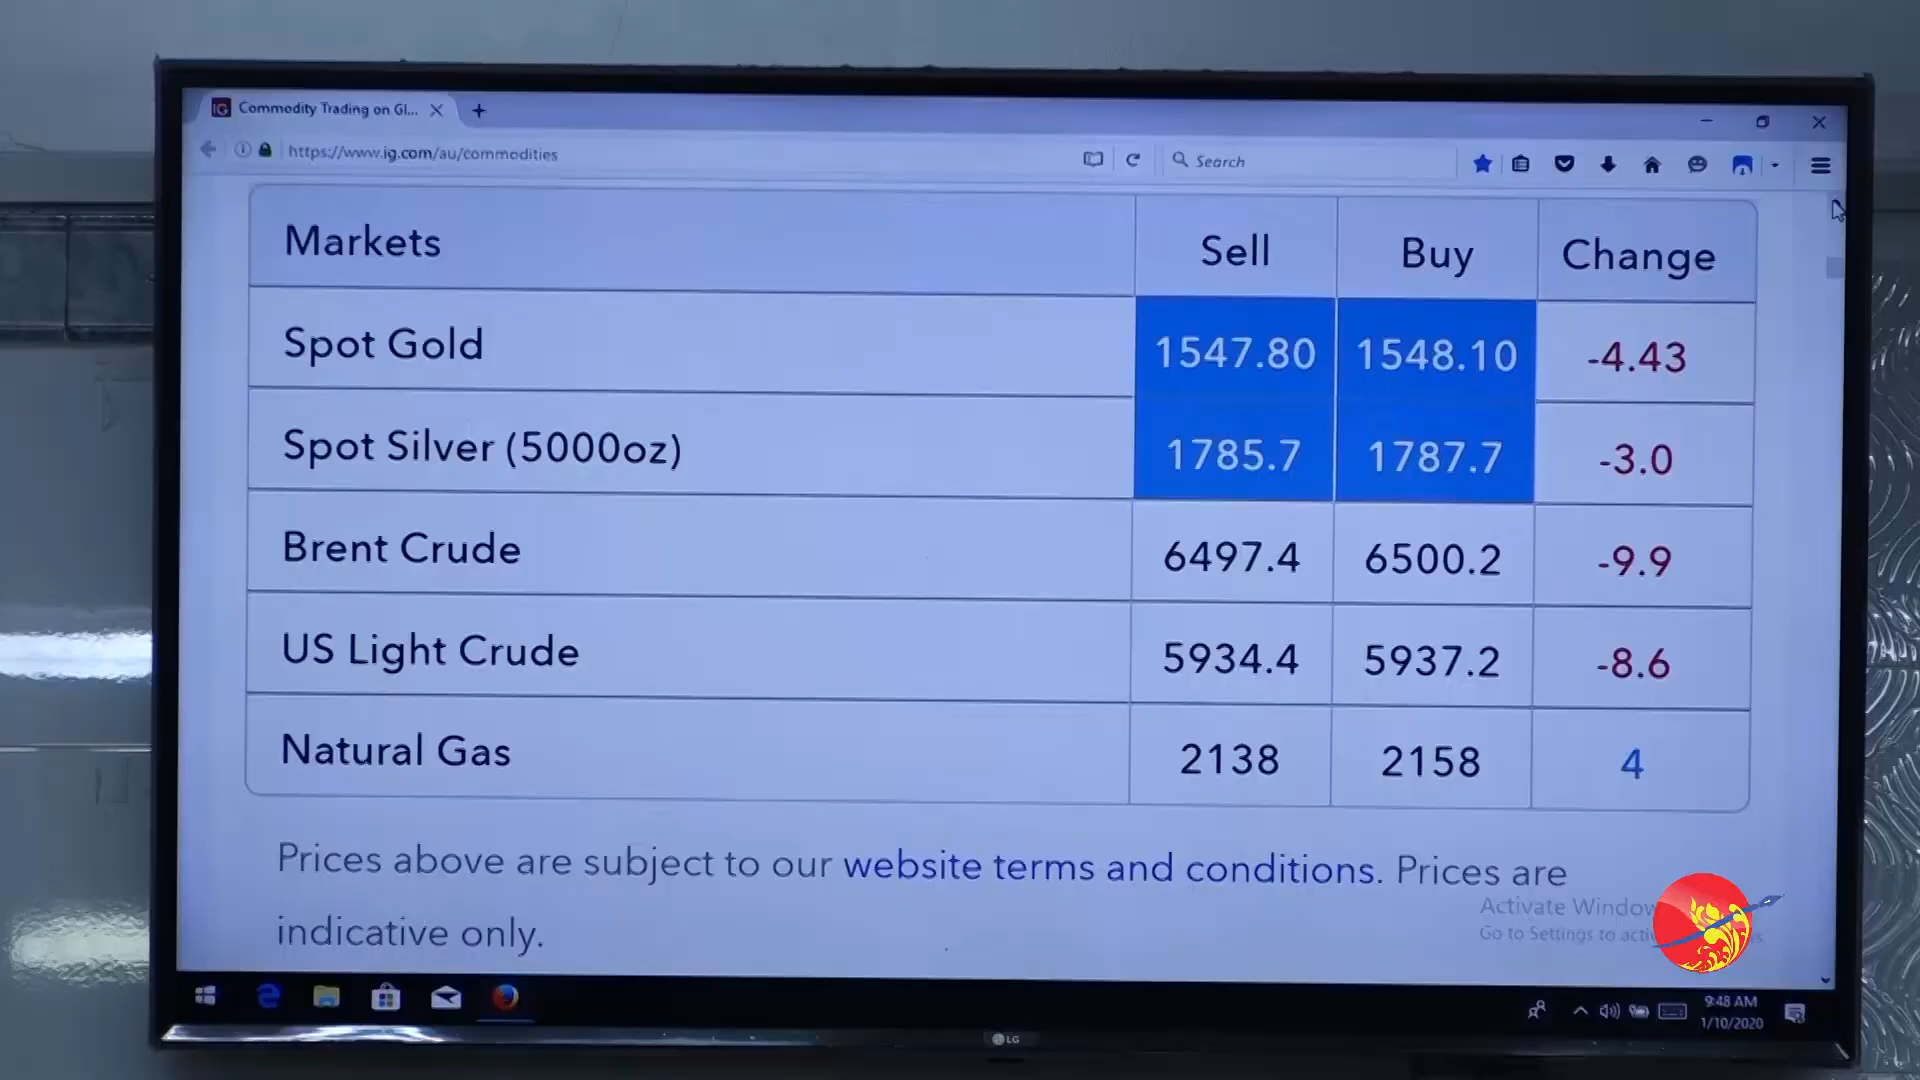 Commodity Trading on Gl...
https://www.ig.com/au/commodities
Search
Markets Sell Buy Change
Spot Gold 1547.80 1548.10 -4.43
Spot Silver (5000oz) 1785.7 1787.7 -3.0
Brent Crude 6497.4 6500.2 -9.9
US Light Crude 5934.4 5937.2 -8.6
Natural Gas 2138 2158 4
Prices above are subject to our website terms and conditions. Prices are
indicative only.
Activate Window
Go to Settings to acti
9:48 AM
1/10/2020
LG